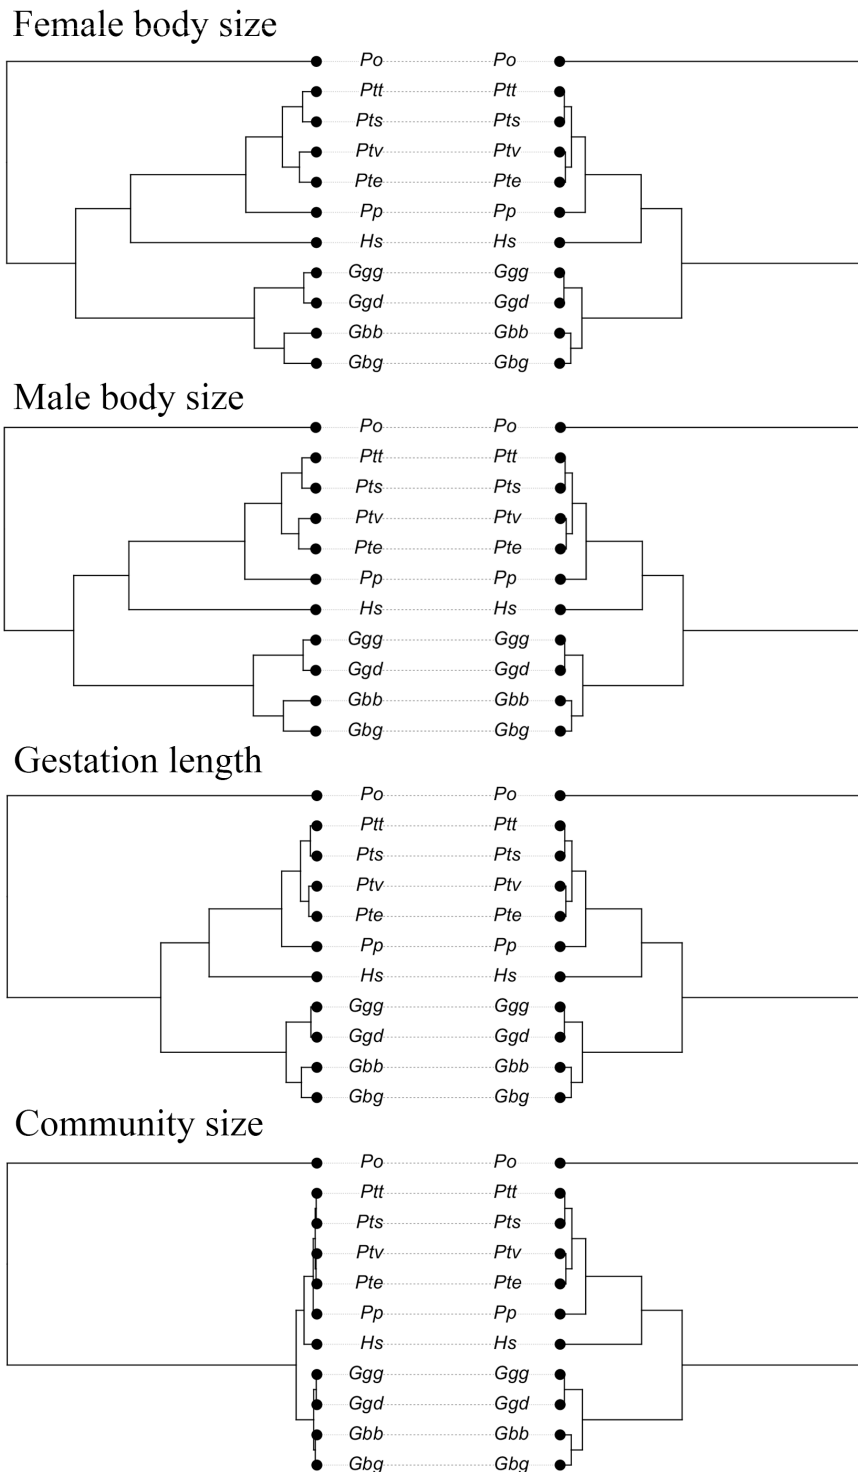 Female body size
Po Po
Ptt Ptt
Pts Pts
Ptv Ptv
Pte Pte
Pp Pp
Hs Hs
Ggg Ggg
Ggd Ggd
Gbb Gbb
Gbg Gbg
Male body size
Po Po
Ptt Ptt
Pts Pts
Ptv Ptv
Pte Pte
Pp Pp
Hs Hs
Ggg Ggg
Ggd Ggd
Gbb Gbb
Gbg Gbg
Gestation length
Po Po
Ptt Ptt
Pts Pts
Ptv Ptv
Pte Pte
Pp Pp
Hs Hs
Ggg Ggg
Ggd Ggd
Gbb Gbb
Gbg Gbg
Community size
Po Po
Ptt Ptt
Pts Pts
Ptv Ptv
Pte Pte
Pp Pp
Hs Hs
Ggg Ggg
Ggd Ggd
Gbb Gbb
Gbg Gbg